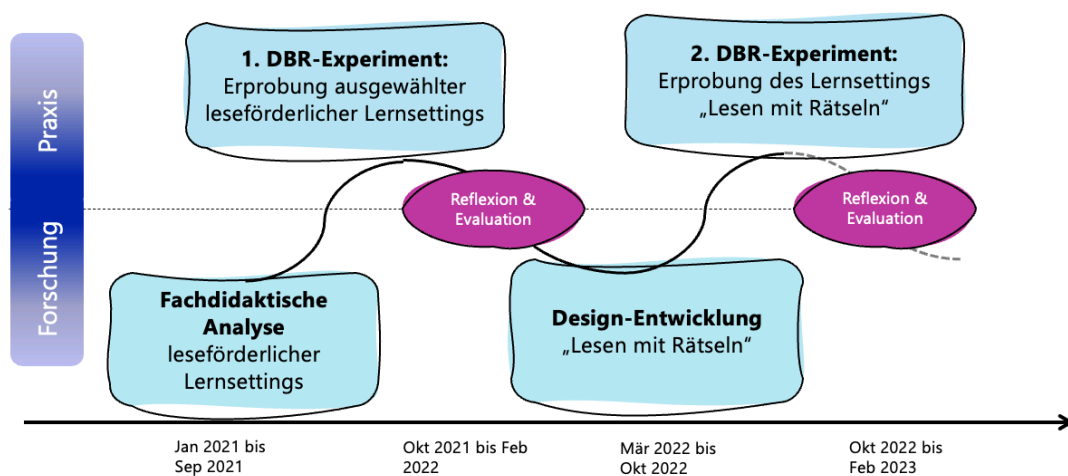 Praxis
Forschung
1. DBR-Experiment:
Erprobung ausgewählter
leseförderlicher Lernsettings
2. DBR-Experiment:
Erprobung des Lernsettings
„Lesen mit Rätseln“
Reflexion &
Evaluation
Reflexion &
Evaluation
Fachdidaktische
Analyse
leseförderlicher
Lernsettings
Design-Entwicklung
„Lesen mit Rätseln“
Jan 2021 bis
Sep 2021
Okt 2021 bis Feb
2022
Mär 2022 bis
Okt 2022
Okt 2022 bis
Feb 2023